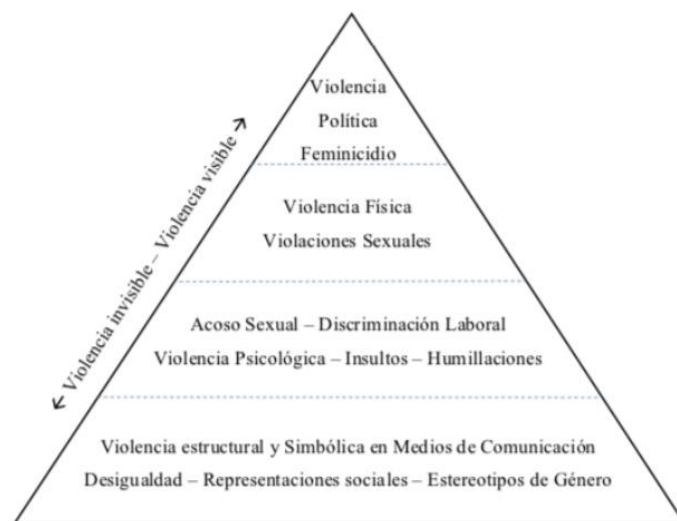 Violencia
Política
Feminicidio
Violencia invisible – Violencia visible
Violencia Física
Violaciones Sexuales
Acoso Sexual – Discriminación Laboral
Violencia Psicológica – Insultos – Humillaciones
Violencia estructural y Simbólica en Medios de Comunicación
Desigualdad – Representaciones sociales – Estereotipos de Género